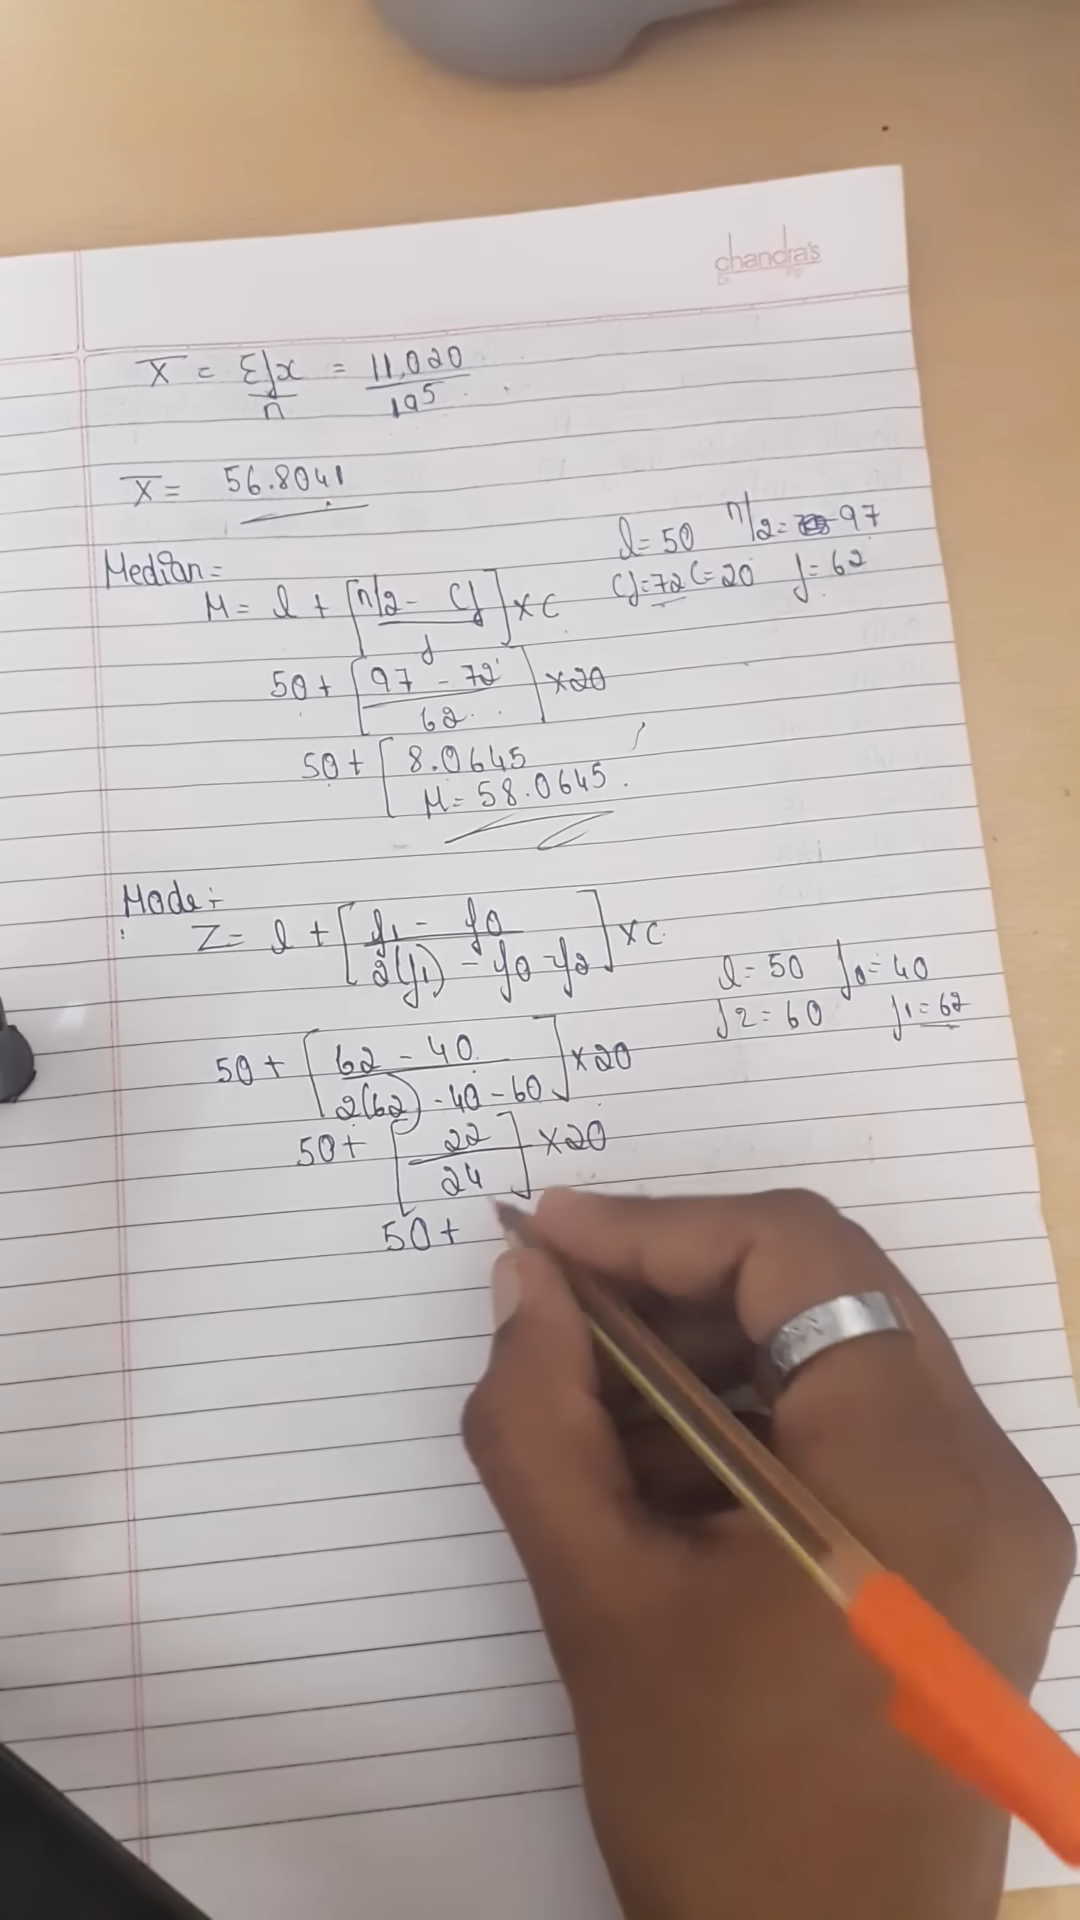 chandra's
X̅ = Σfx/n = 11,020/195
X̅ = 56.8041
Median =
l = 50 n/2 = 97
cf = 72 C = 20 f = 62
M = l + [n/2 - cf / f] × c
50 + [97 - 72 / 62] × 20
50 + [8.0645
M = 58.0645.
Mode :
Z = l + [f1 - f0 / 2(f1) - f0 - f2] × c
l = 50 f0 = 40
f2 = 60 f1 = 62
50 + [62 - 40 / 2(62) - 40 - 60] × 20
50 + [22 / 24] × 20
50 +